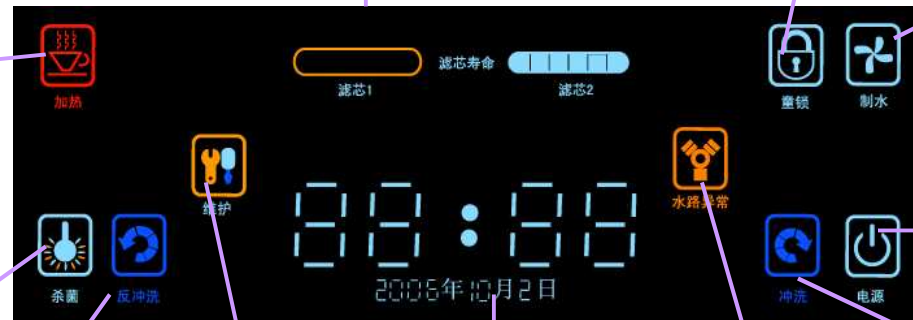 加热
滤芯寿命
滤芯1
滤芯2
童锁
制水
维护
水路异常
88:88
2006年10月2日
杀菌
反冲洗
冲洗
电源